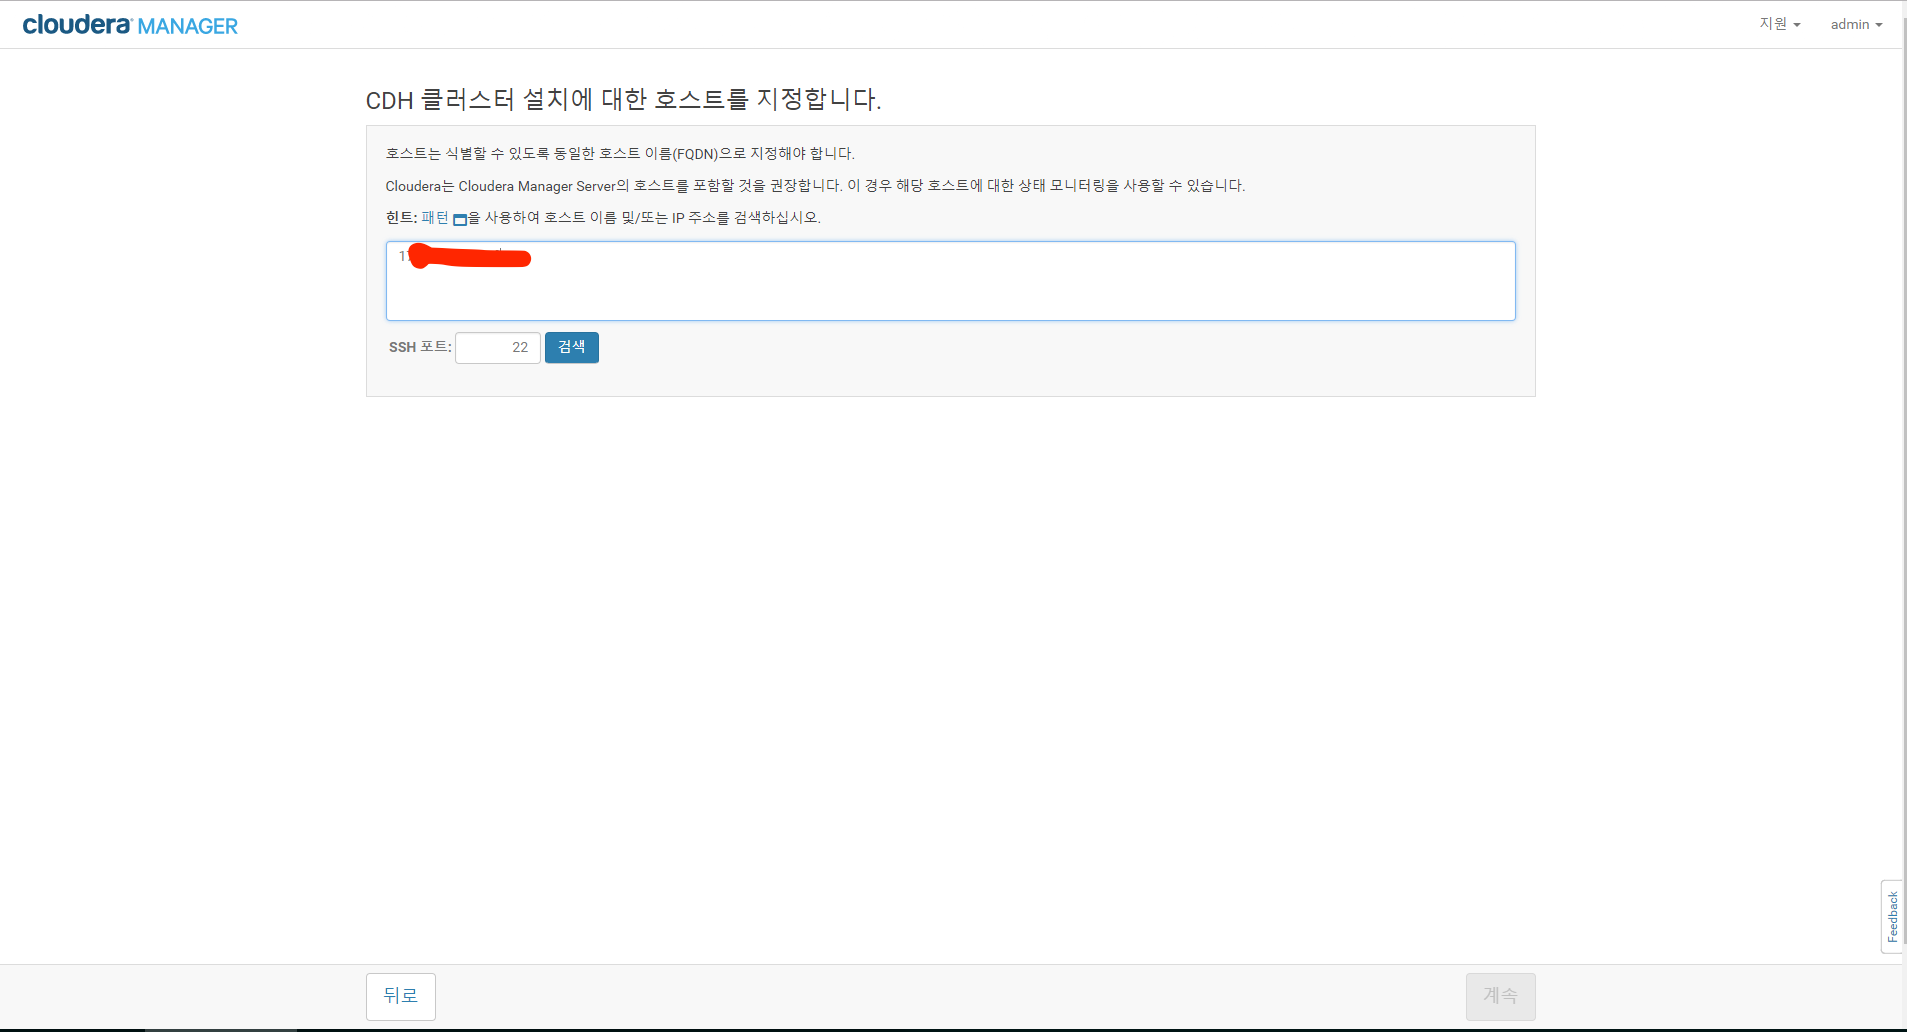 cloudera MANAGER
지원
admin
CDH 클러스터 설치에 대한 호스트를 지정합니다.
호스트는 식별할 수 있도록 동일한 호스트 이름(FQDN)으로 지정해야 합니다.
Cloudera는 Cloudera Manager Server의 호스트를 포함할 것을 권장합니다. 이 경우 해당 호스트에 대한 상태 모니터링을 사용할 수 있습니다.
힌트: 패턴 을 사용하여 호스트 이름 및/또는 IP 주소를 검색하십시오.
SSH 포트: 22 검색
Feedback
뒤로
계속